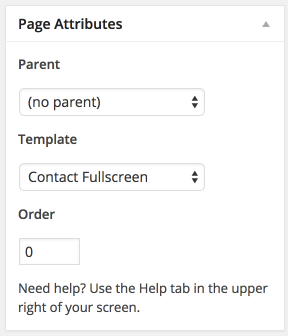 Page Attributes
Parent
(no parent)
Template
Contact Fullscreen
Order
0
Need help? Use the Help tab in the upper
right of your screen.